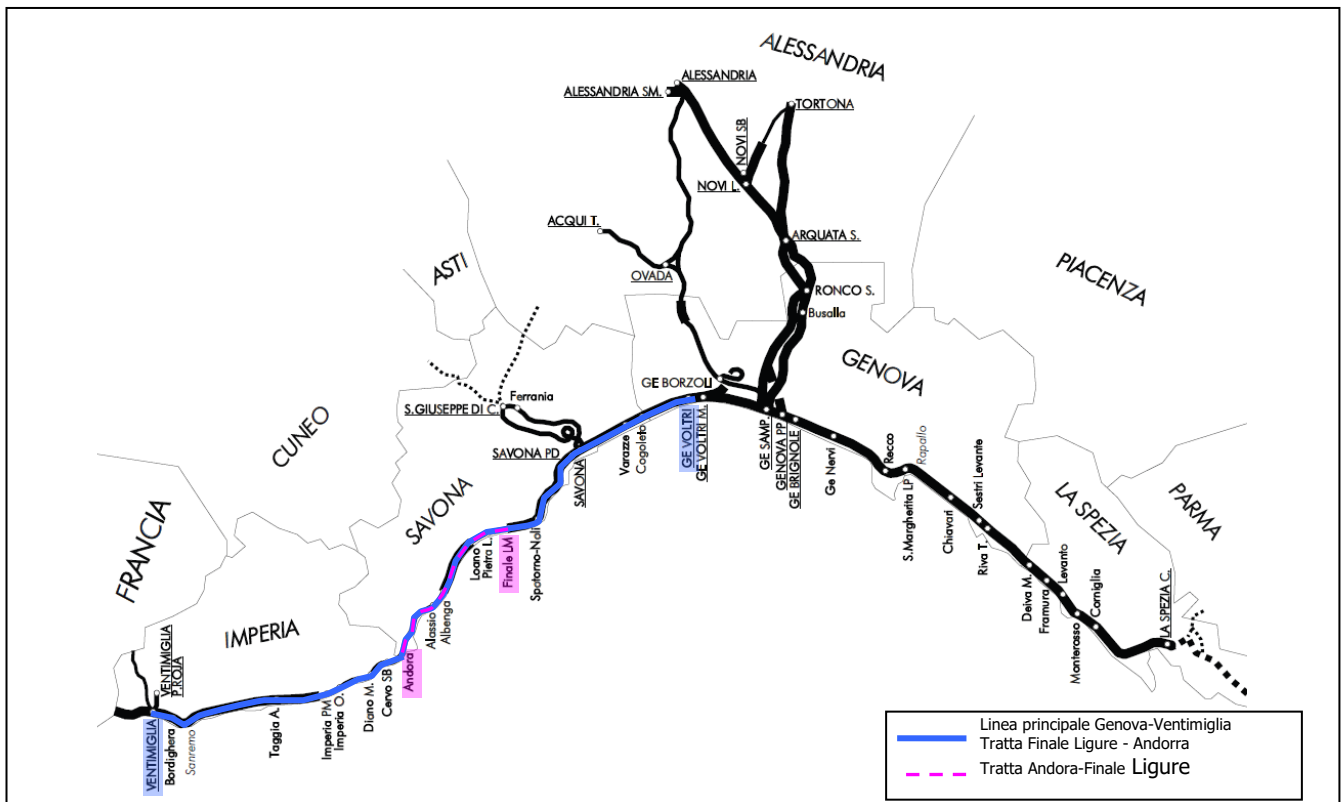 ALESSANDRIA
ALESSANDRIA
ALESSANDRIA SM.
TORTONA
NOVI SB
NOVI L.
ACQUI T.
ARQUATA S.
OVADA
ASTI
PIACENZA
RONCO S.
Busalla
GENOVA
GE BORZOLI
Ferrania
S.GIUSEPPE DI C.
CUNEO
SAVONA PD
SAVONA
Varazze
Cogoleto
GE VOLTRI
GE VOLTRI M.
GE SAMP.
GENOVA PP
GE BRIGNOLE
Ge Nervi
Recco
S.Margherita LP
Rapallo
Chiavari
Sestri Levante
Riva T.
LA SPEZIA
PARMA
Deiva M.
Framura
Levanto
Monterosso
Corniglia
LA SPEZIA C.
SAVONA
FRANCIA
Loano
Pietra L.
Finale LM
Spotorno-Noli
Alassio
Albenga
IMPERIA
VENTIMIGLIA
P.ROJA
Andora
Cervo SB
Diano M.
Imperia O.
Imperia PM
Taggia A.
Sanremo
Bordighera
VENTIMIGLIA
Linea principale Genova-Ventimiglia
Tratta Finale Ligure - Andorra
Tratta Andora-Finale Ligure